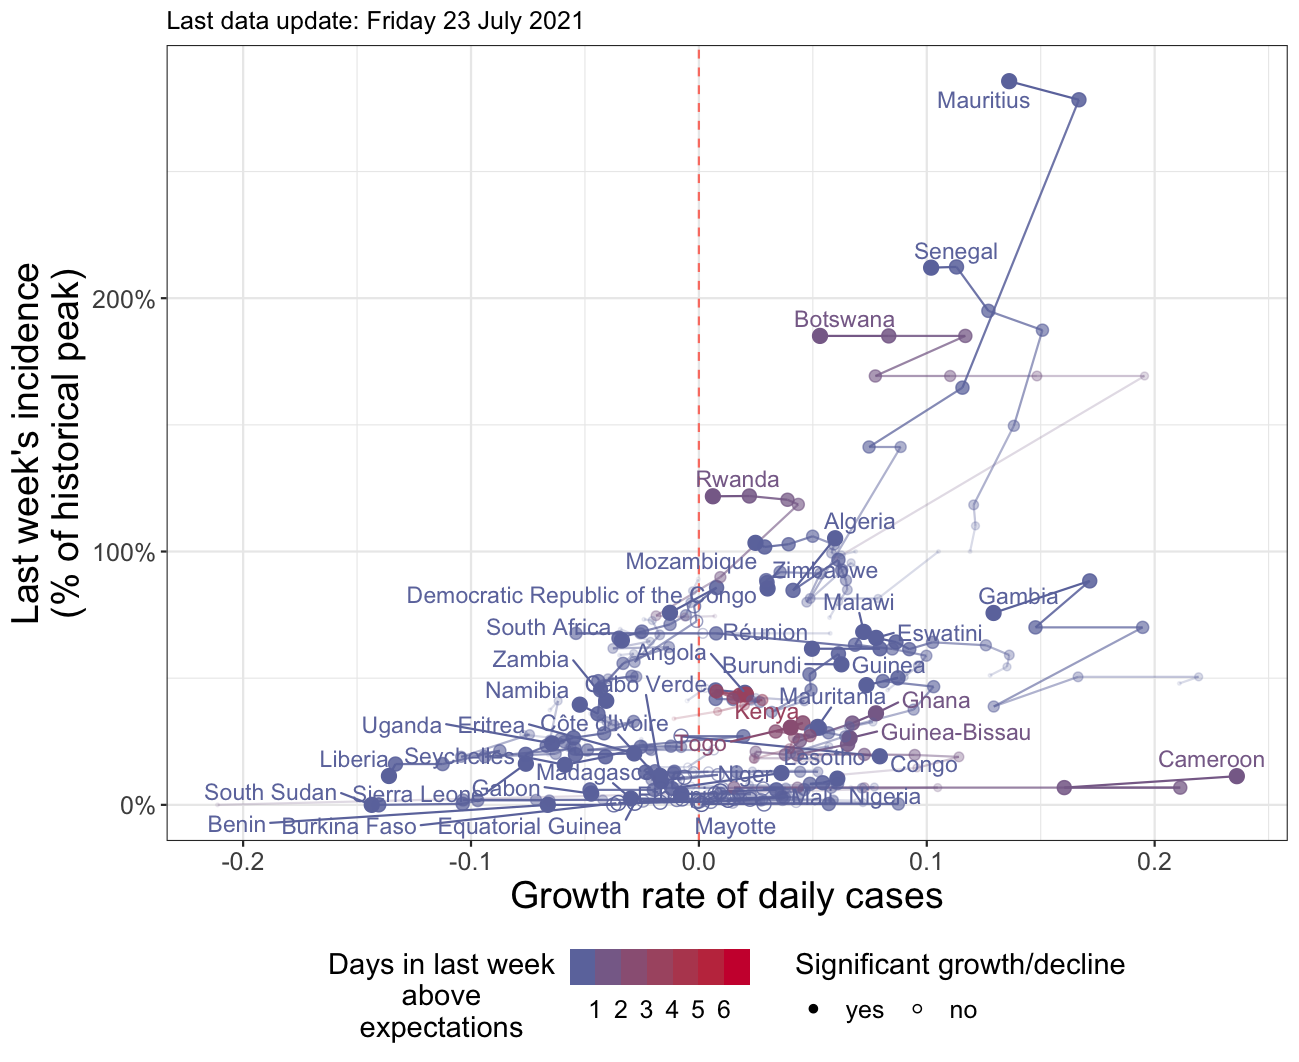 Last data update: Friday 23 July 2021
Last week's incidence
(% of historical peak)
200%
100%
0%
Mauritius
Senegal
Botswana
Rwanda
Algeria
Mozambique
Zimbabwe
Democratic Republic of the Congo
Malawi
Gambia
South Africa
Réunion
Eswatini
Zambia
Angola
Burundi
Guinea
Namibia
Cabo Verde
Mauritania
Ghana
Kenya
Uganda
Eritrea
Côte d'Ivoire
Guinea-Bissau
Togo
Liberia
Seychelles
Lesotho
Congo
Cameroon
Niger
South Sudan
Sierra Leone
Gabon
Mali
Nigeria
Benin
Burkina Faso
Equatorial Guinea
Mayotte
-0.2
-0.1
0.0
0.1
0.2
Growth rate of daily cases
Days in last week
above
expectations
1 2 3 4 5 6
Significant growth/decline
yes
no